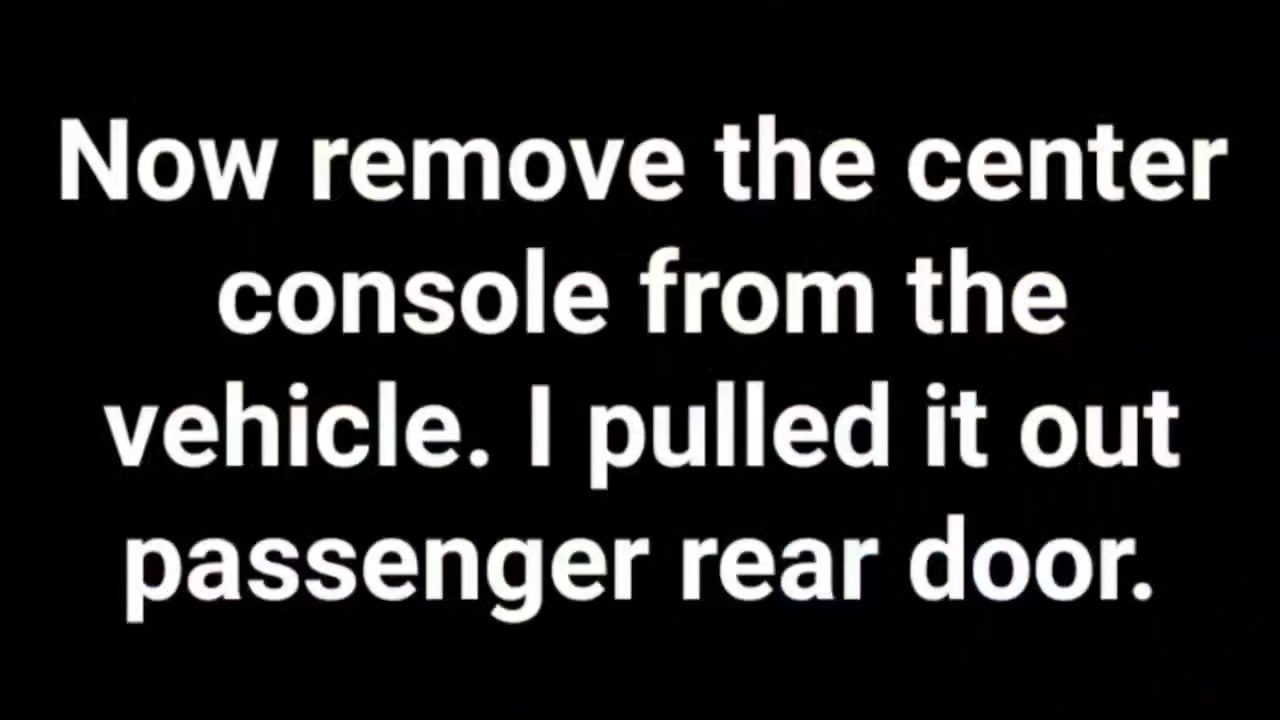 Now remove the center
console from the
vehicle. I pulled it out
passenger rear door.